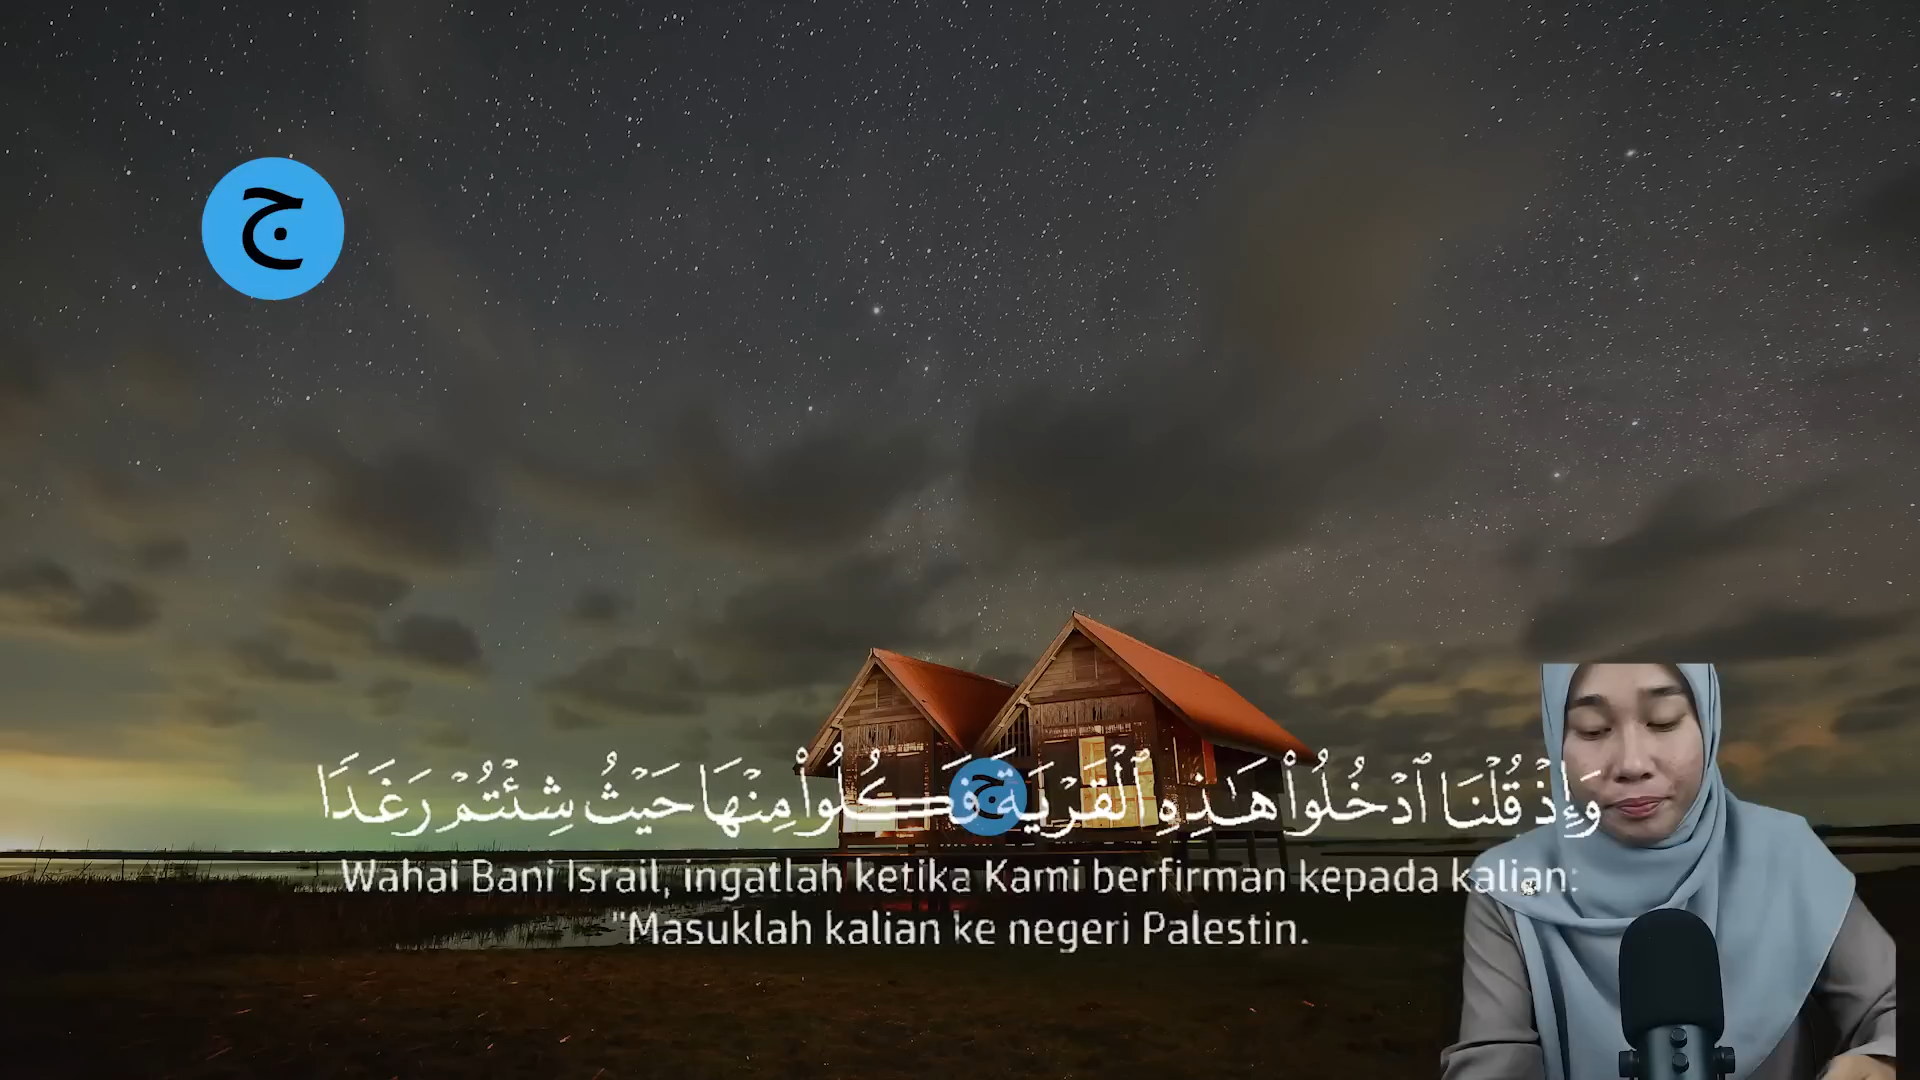 ج
وَإِذْ قُلْنَا ٱدْخُلُوا۟ هَـٰذِهِ ٱلْقَرْيَةَ فَكُلُوا۟ مِنْهَا حَيْثُ شِئْتُمْ رَغَدًا
ج
Wahai Bani Israil, ingatlah ketika Kami berfirman kepada kalian:
"Masuklah kalian ke negeri Palestin.